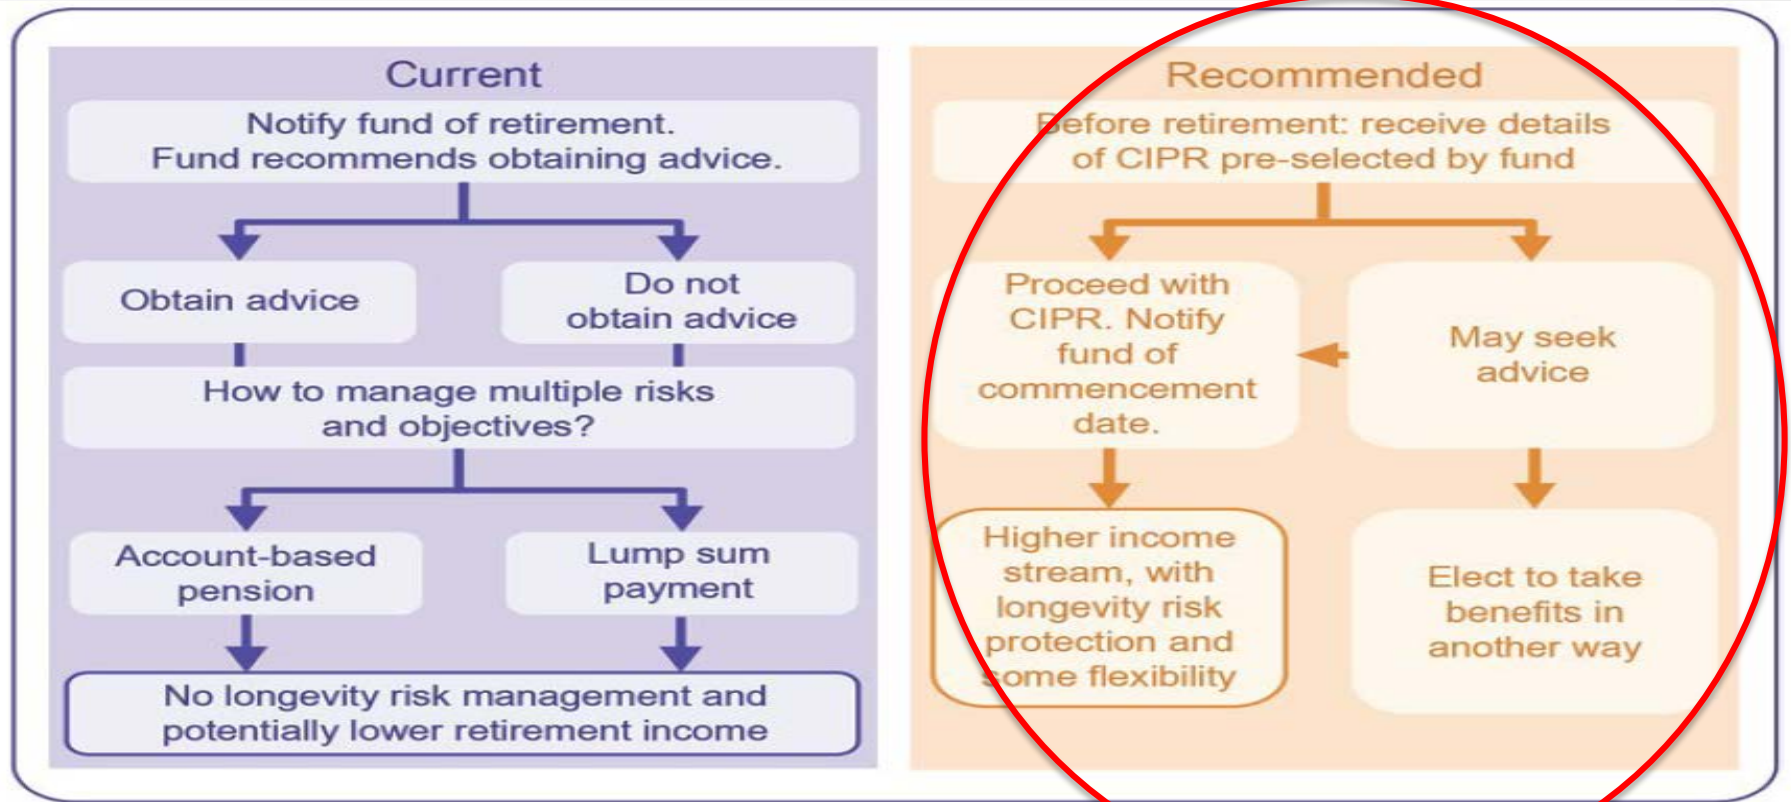 Current
Notify fund of retirement.
Fund recommends obtaining advice.
Obtain advice
Do not
obtain advice
How to manage multiple risks
and objectives?
Account-based
pension
Lump sum
payment
No longevity risk management and
potentially lower retirement income
Recommended
Before retirement: receive details
of CIPR pre-selected by fund
Proceed with
CIPR. Notify
fund of
commencement
date.
May seek
advice
Higher income
stream, with
longevity risk
protection and
some flexibility
Elect to take
benefits in
another way